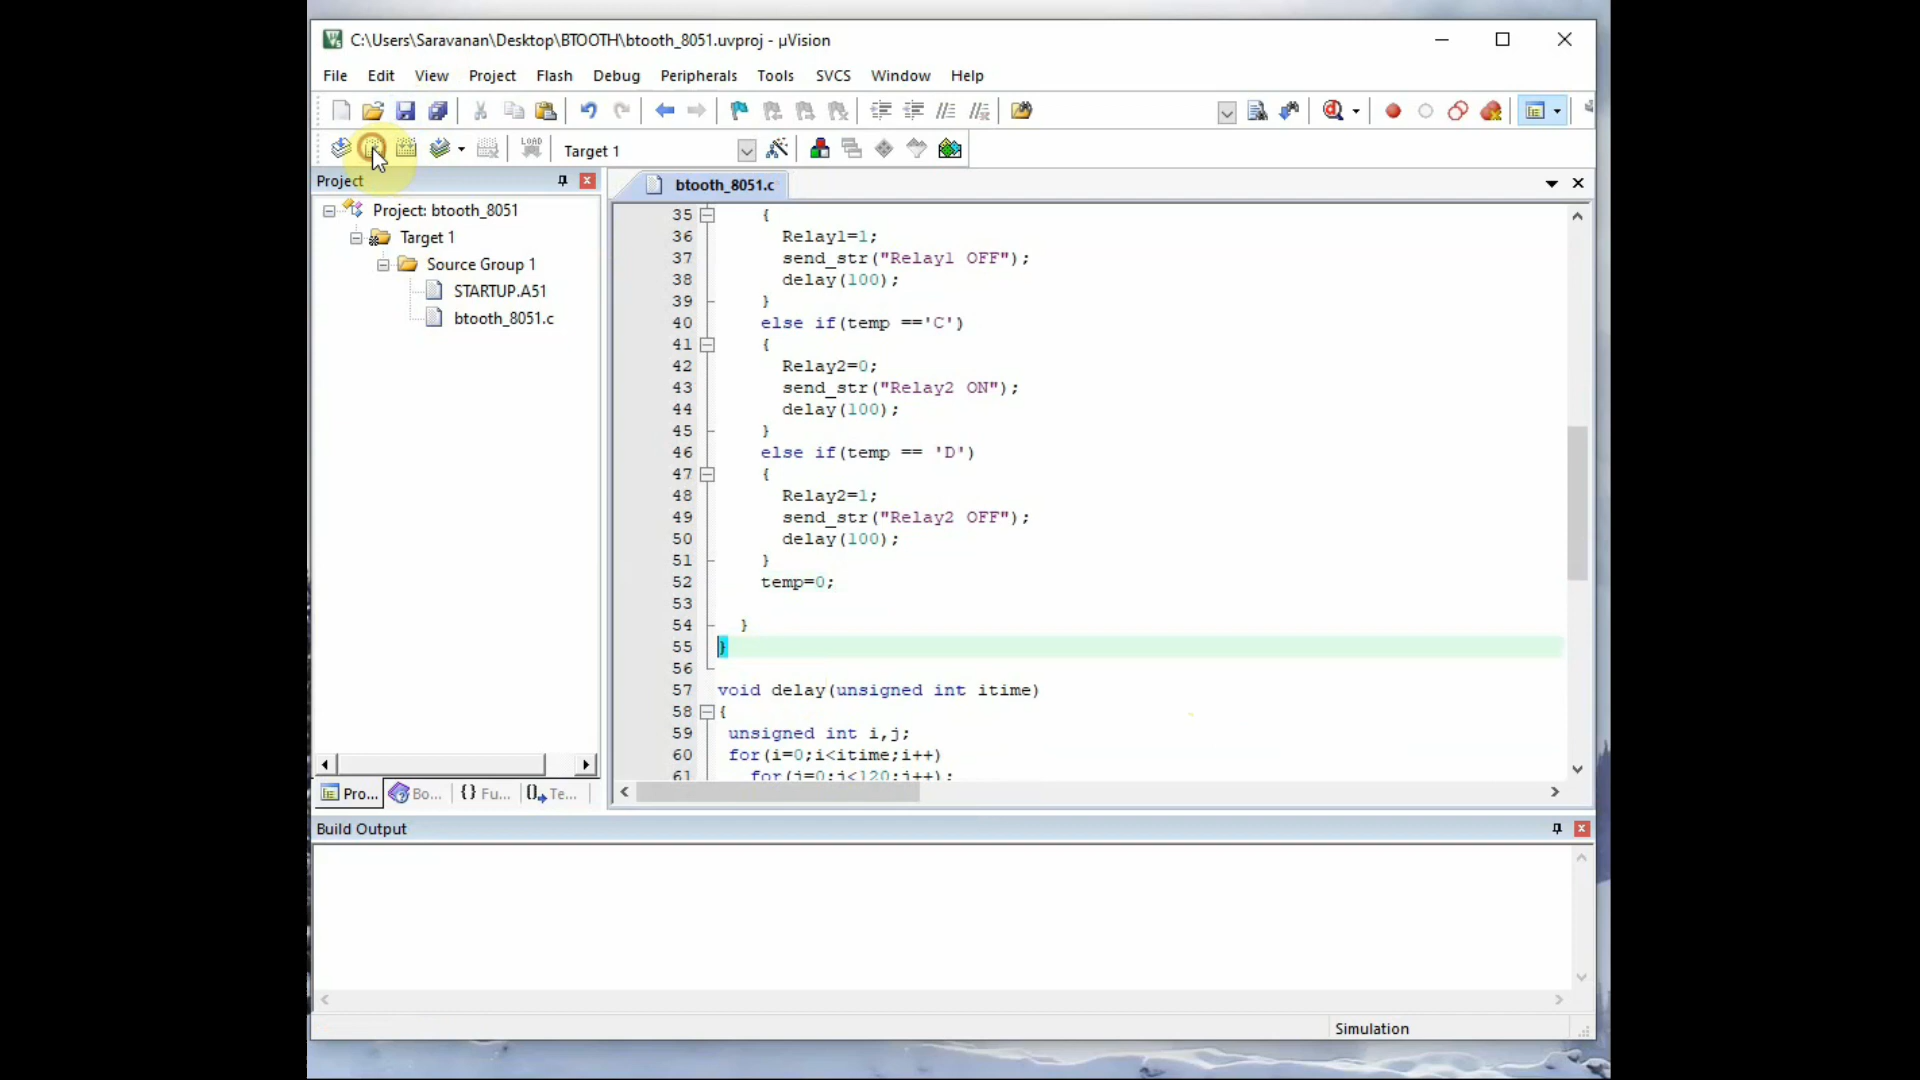 C:\Users\Saravanan\Desktop\BTOOTH\btooth_8051.uvproj - µVision
File Edit View Project Flash Debug Peripherals Tools SVCS Window Help
LOAD Target 1
Project
Project: btooth_8051
Target 1
Source Group 1
STARTUP.A51
btooth_8051.c
Pro... Bo... {} Fu... Te...
btooth_8051.c
35 {
36 Relay1=1;
37 send_str("Relay1 OFF");
38 delay(100);
39 }
40 else if(temp =='C')
41 {
42 Relay2=0;
43 send_str("Relay2 ON");
44 delay(100);
45 }
46 else if(temp == 'D')
47 {
48 Relay2=1;
49 send_str("Relay2 OFF");
50 delay(100);
51 }
52 temp=0;
53
54 }
55 }
56
57 void delay(unsigned int itime)
58 {
59 unsigned int i,j;
60 for(i=0;i<itime;i++)
61 for(j=0;j<120;j++);
Build Output
Simulation